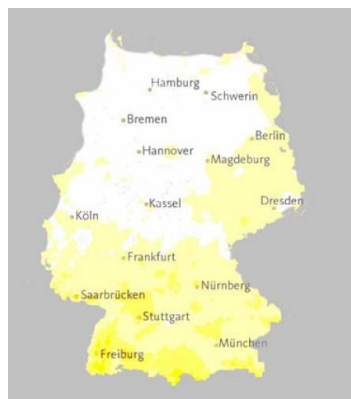 Hamburg
Schwerin
Bremen
Berlin
Hannover
Magdeburg
Dresden
Kassel
Köln
Frankfurt
Nürnberg
Saarbrücken
Stuttgart
München
Freiburg